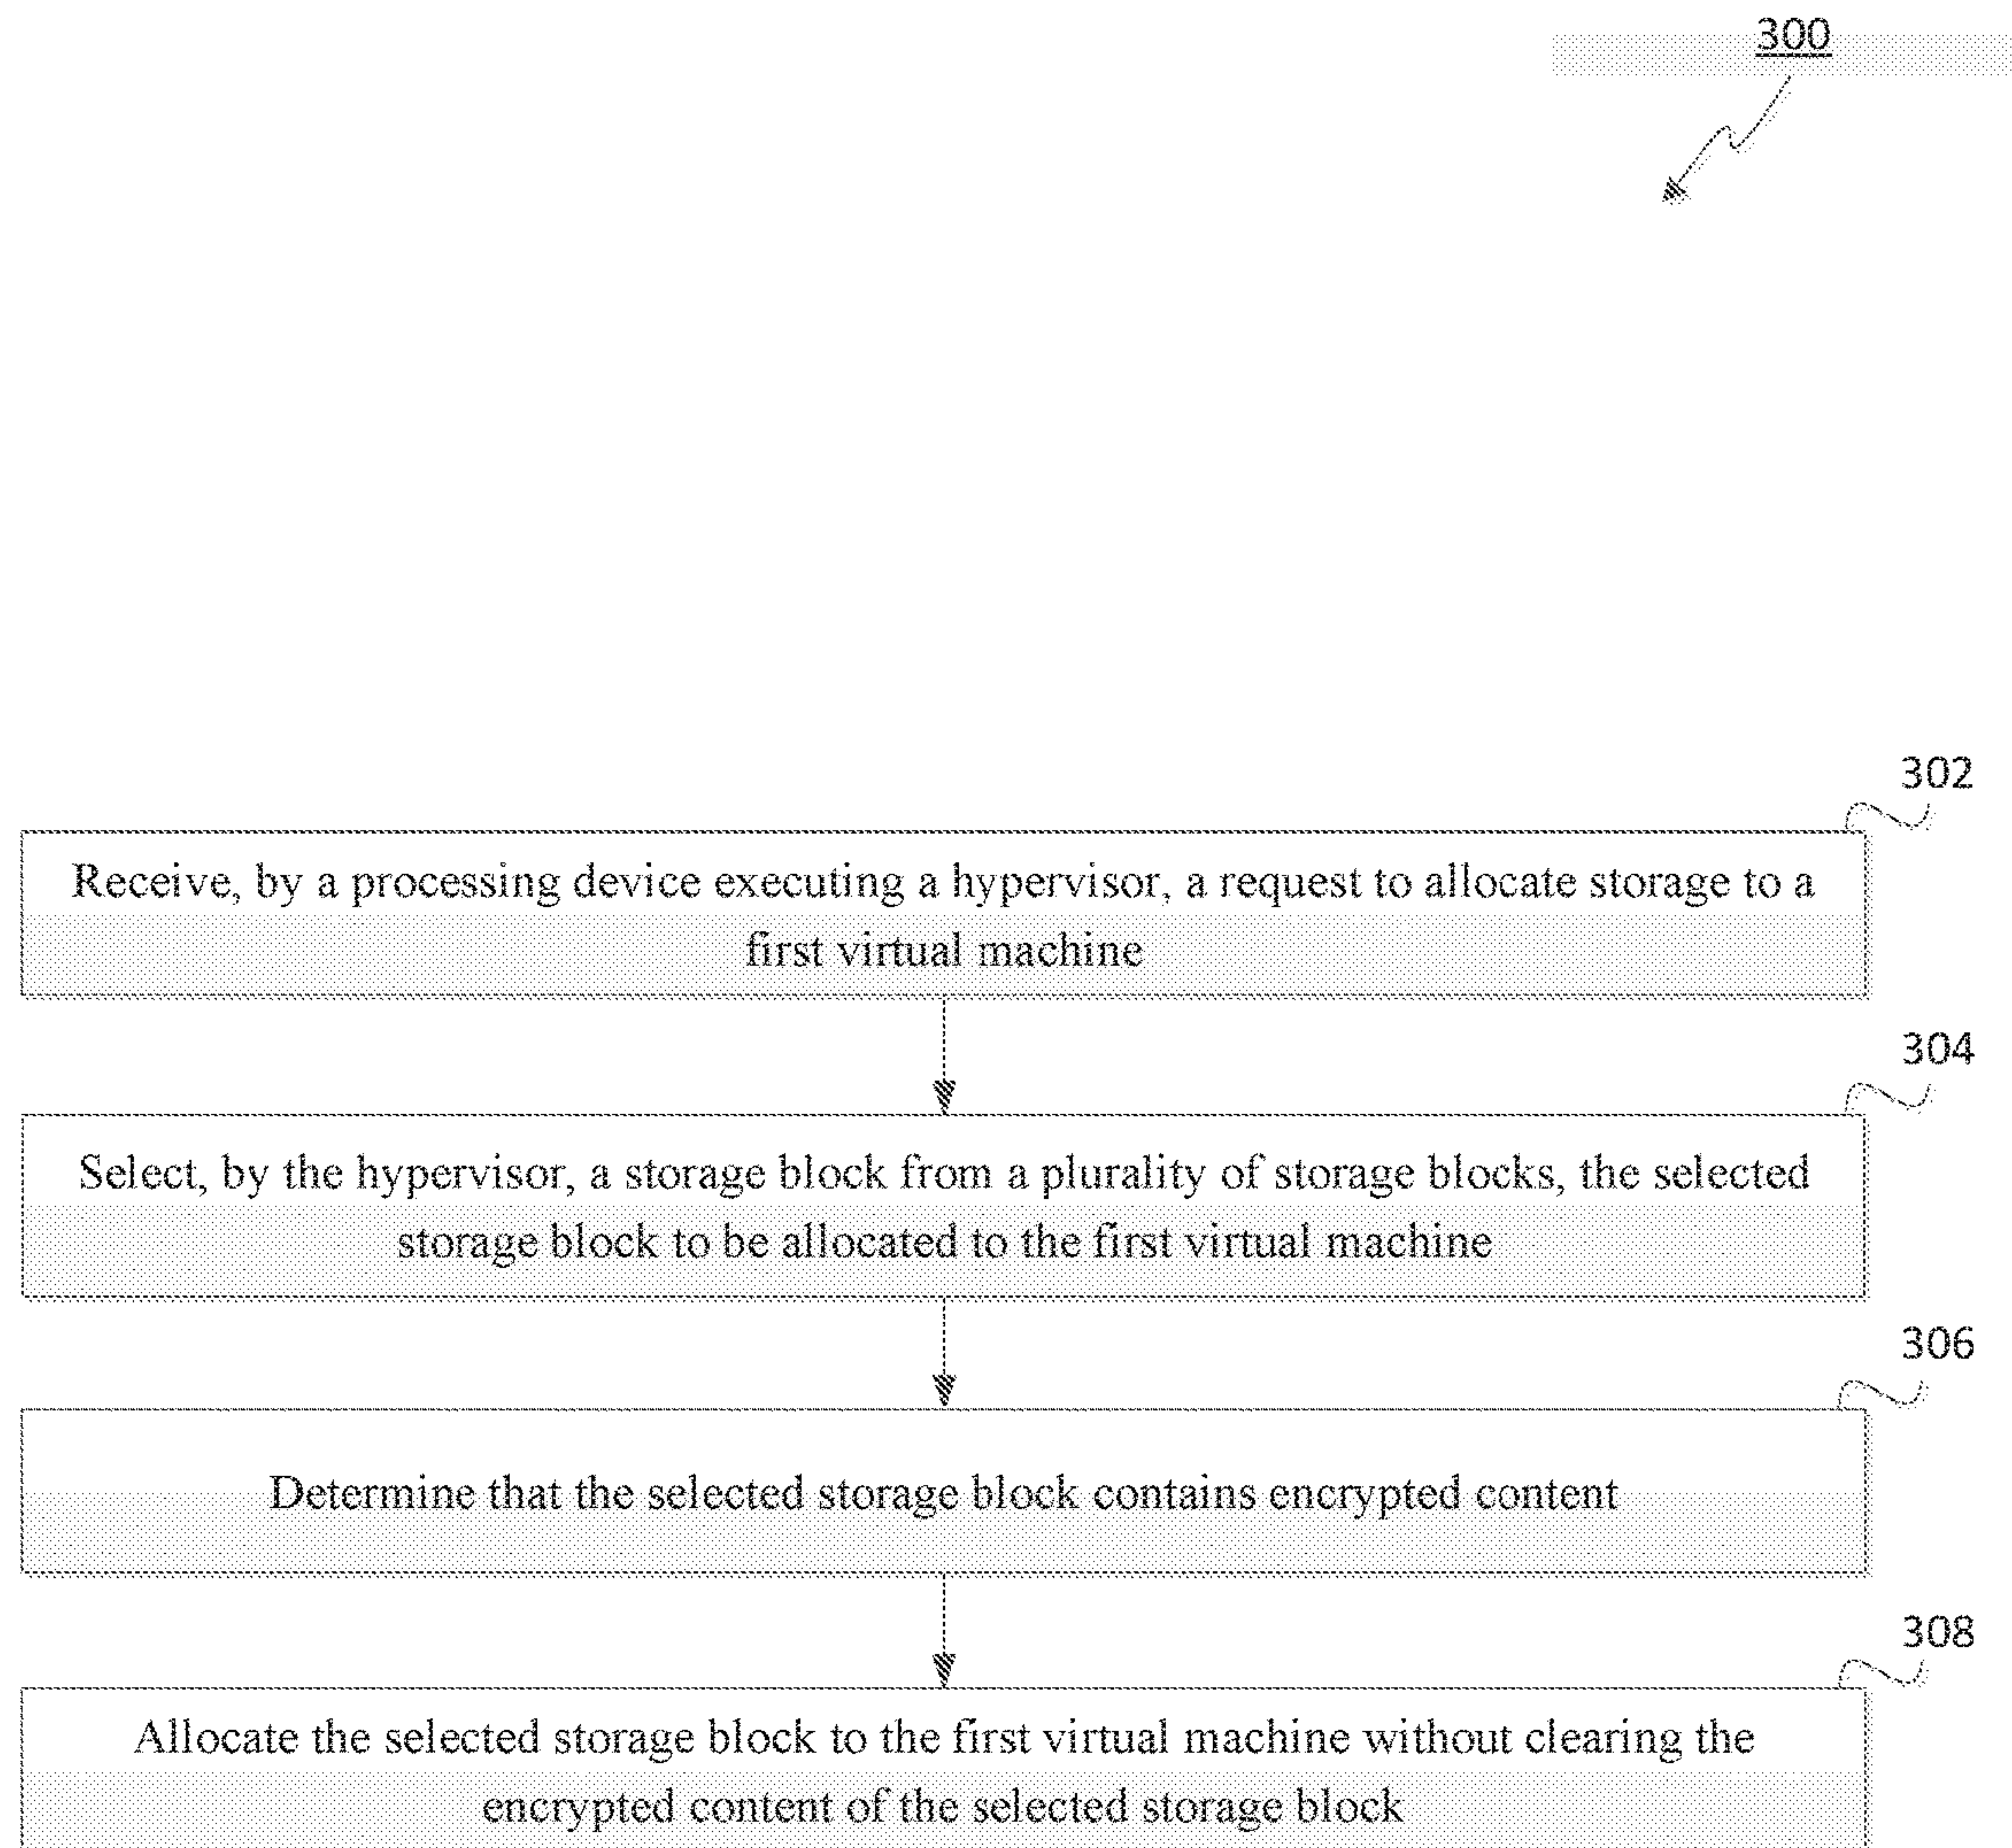 300
302
Receive, by a processing device executing a hypervisor, a request to allocate storage to a
first virtual machine
304
Select, by the hypervisor, a storage block from a plurality of storage blocks, the selected
storage block to be allocated to the first virtual machine
306
Determine that the selected storage block contains encrypted content
308
Allocate the selected storage block to the first virtual machine without clearing the
encrypted content of the selected storage block